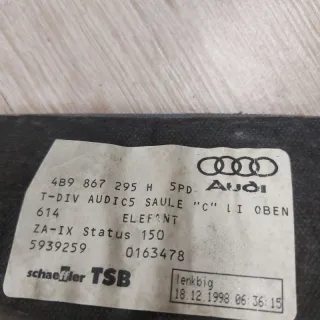 4B9 867 295 H 5PD
Audi
T-DIV AUDIC5 SAULE "C" LI OBEN
614 ELEFANT
ZA-IX Status 150
5939259 0163478
TSB
lenkbig
18.12.1998 06:36:15